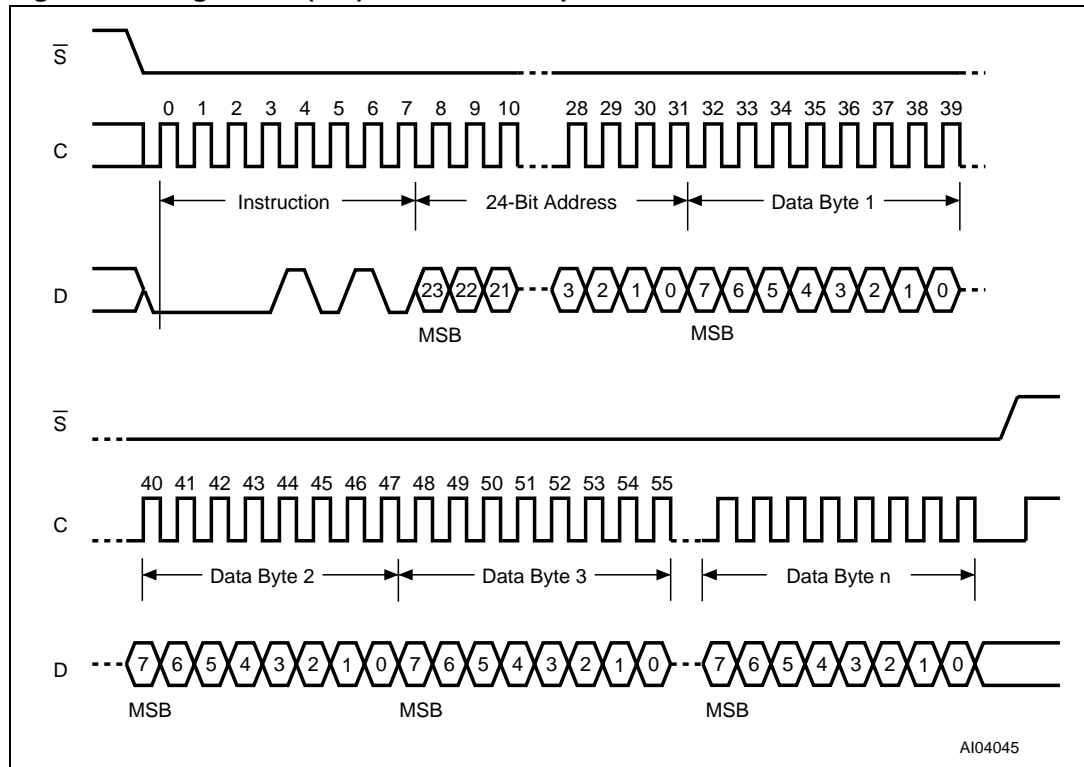 S
0 1 2 3 4 5 6 7 8 9 10 28 29 30 31 32 33 34 35 36 37 38 39
C
Instruction 24-Bit Address Data Byte 1
D 23 22 21 3 2 1 0 7 6 5 4 3 2 1 0
MSB MSB
S
40 41 42 43 44 45 46 47 48 49 50 51 52 53 54 55
C
Data Byte 2 Data Byte 3 Data Byte n
D 7 6 5 4 3 2 1 0 7 6 5 4 3 2 1 0 7 6 5 4 3 2 1 0
MSB MSB MSB
AI04045